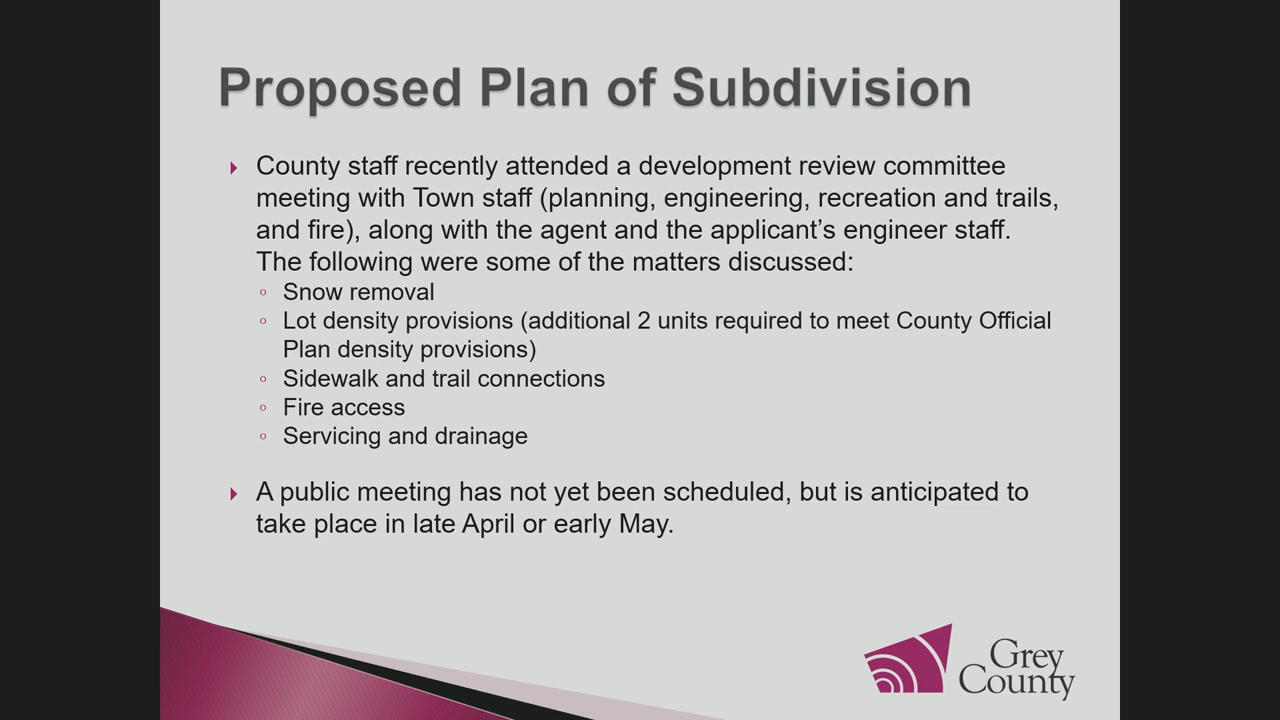 Proposed Plan of Subdivision
County staff recently attended a development review committee
meeting with Town staff (planning, engineering, recreation and trails,
and fire), along with the agent and the applicant’s engineer staff.
The following were some of the matters discussed:
Snow removal
Lot density provisions (additional 2 units required to meet County Official
Plan density provisions)
Sidewalk and trail connections
Fire access
Servicing and drainage
A public meeting has not yet been scheduled, but is anticipated to
take place in late April or early May.
Grey
County